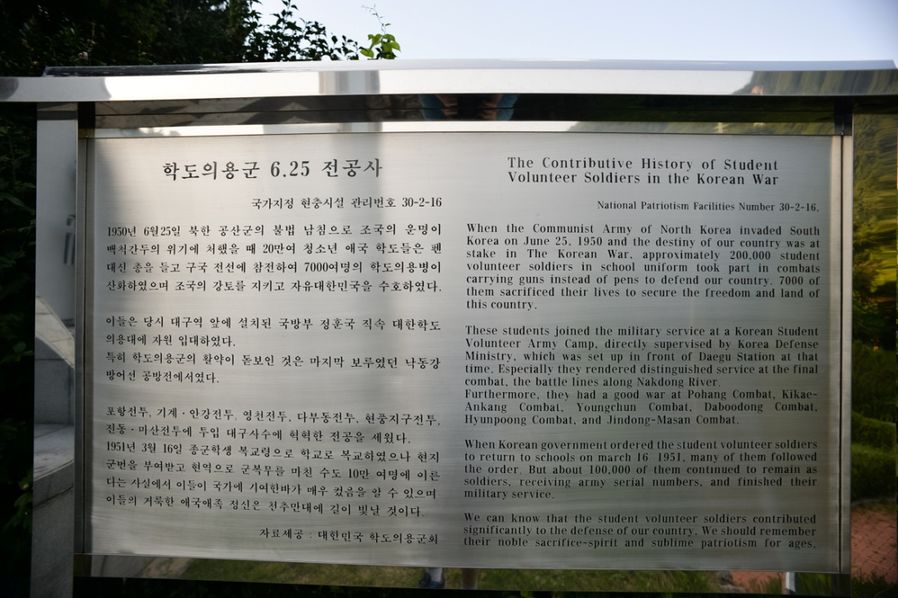 학도의용군 6.25 전공사
국가지정 현충시설 관리번호 30-2-16
1950년 6월25일 북한 공산군의 불법 남침으로 조국의 운명이
백척간두의 위기에 처했을 때 20만여 청소년 애국 학도들은 펜
대신 총을 들고 구국 전선에 참전하여 7000여명의 학도의용병이
산화하였으며 조국의 강토를 지키고 자유대한민국을 수호하였다.
이들은 당시 대구역 앞에 설치된 국방부 정훈국 직속 대한학도
의용대에 자원 입대하였다.
특히 학도의용군의 활약이 돋보인 것은 마지막 보루였던 낙동강
방어선 공방전에서였다.
포항전투, 기계·안강전투, 영천전투, 다부동전투, 현풍지구전투,
진동·마산전투에 투입 대구사수에 혁혁한 전공을 세웠다.
1951년 3월 16일 종군학생 복교령으로 학교로 복교하였으나 현지
군번을 부여받고 현역으로 군복무를 마친 수도 10만 여명에 이른
다는 사실에서 이들이 국가에 기여한바가 매우 컸음을 알 수 있으며
이들의 거룩한 애국애족 정신은 천추만대에 길이 빛날 것이다.
자료제공 : 대한민국 학도의용군회
The Contributive History of Student
Volunteer Soldiers in the Korean War
National Patriotism Facilities Number 30-2-16.
When the Communist Army of North Korea invaded South
Korea on June 25, 1950 and the destiny of our country was at
stake in The Korean War, approximately 200,000 student
volunteer soldiers in school uniform took part in combats
carrying guns instead of pens to defend our country. 7000 of
them sacrificed their lives to secure the freedom and land of
this country.
These students joined the military service at a Korean Student
Volunteer Army Camp, directly supervised by Korea Defense
Ministry, which was set up in front of Daegu Station at that
time. Especially they rendered distinguished service at the final
combat, the battle lines along Nakdong River.
Furthermore, they had a good war at Pohang Combat, Kikae-
Ankang Combat, Youngchun Combat, Daboodong Combat,
Hyunpoong Combat, and Jindong-Masan Combat.
When Korean government ordered the student volunteer soldiers
to return to schools on march 16 1951, many of them followed
the order. But about 100,000 of them continued to remain as
soldiers, receiving army serial numbers, and finished their
military service.
We can know that the student volunteer soldiers contributed
significantly to the defense of our country. We should remember
their noble sacrifice-spirit and sublime patriotism for ages.